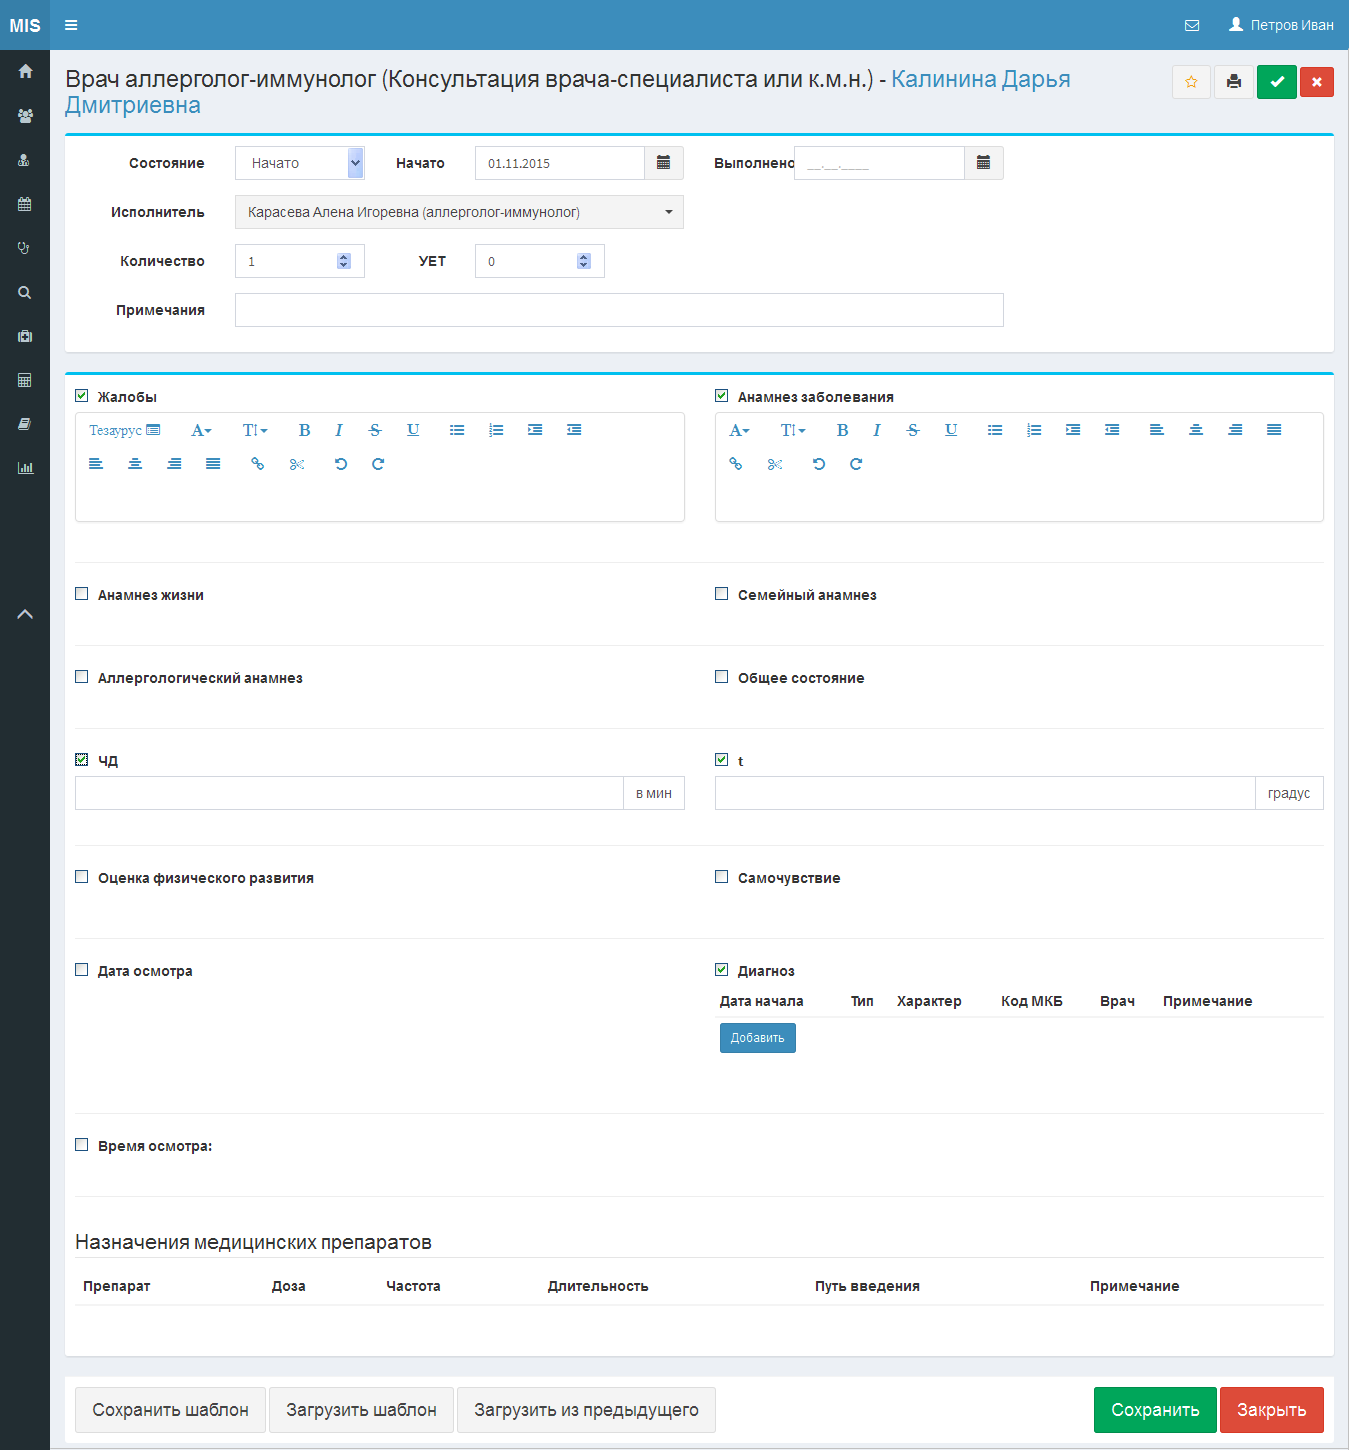 MIS
Петров Иван
Врач аллерголог-иммунолог (Консультация врача-специалиста или к.м.н.) - Калинина Дарья
Дмитриевна
Состояние Начато Начато 01.11.2015 Выполнено __.__.____
Исполнитель Карасева Алена Игоревна (аллерголог-иммунолог)
Количество 1 УЕТ 0
Примечания
Жалобы Анамнез заболевания
Тезаурус A T B I S U A T B I S U
Анамнез жизни Семейный анамнез
Аллергологический анамнез Общее состояние
ЧД t
в мин градус
Оценка физического развития Самочувствие
Дата осмотра Диагноз
Дата начала Тип Характер Код МКБ Врач Примечание
Добавить
Время осмотра:
Назначения медицинских препаратов
Препарат Доза Частота Длительность Путь введения Примечание
Сохранить шаблон Загрузить шаблон Загрузить из предыдущего Сохранить Закрыть